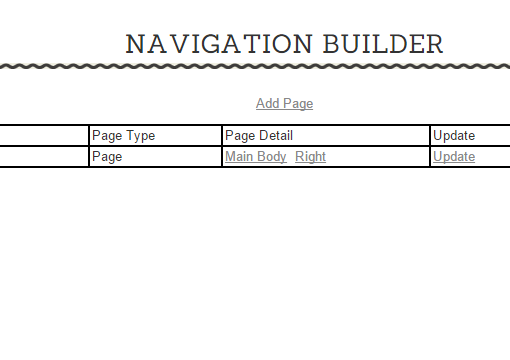 NAVIGATION BUILDER
Add Page
Page Type Page Detail Update
Page Main Body Right Update